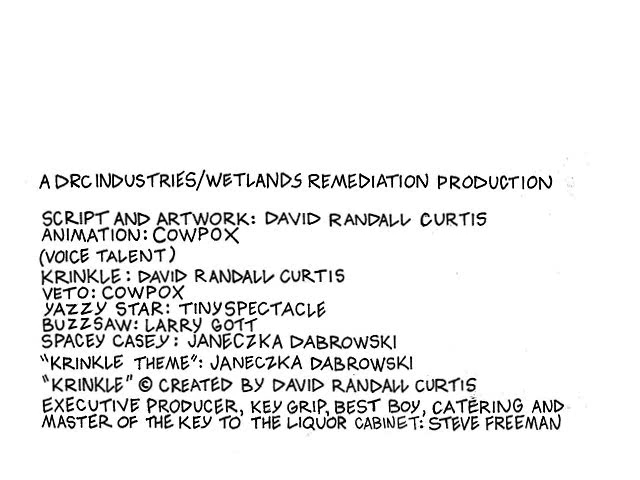 A DRC INDUSTRIES/WETLANDS REMEDIATION PRODUCTION
SCRIPT AND ARTWORK: DAVID RANDALL CURTIS
ANIMATION: COWPOX
(VOICE TALENT)
KRINKLE: DAVID RANDALL CURTIS
VETO: COWPOX
YAZZY STAR: TINYSPECTACLE
BUZZSAW: LARRY GOTT
SPACEY CASEY: JANECZKA DABROWSKI
"KRINKLE THEME": JANECZKA DABROWSKI
"KRINKLE" © CREATED BY DAVID RANDALL CURTIS
EXECUTIVE PRODUCER, KEY GRIP, BEST BOY, CATERING AND
MASTER OF THE KEY TO THE LIQUOR CABINET: STEVE FREEMAN